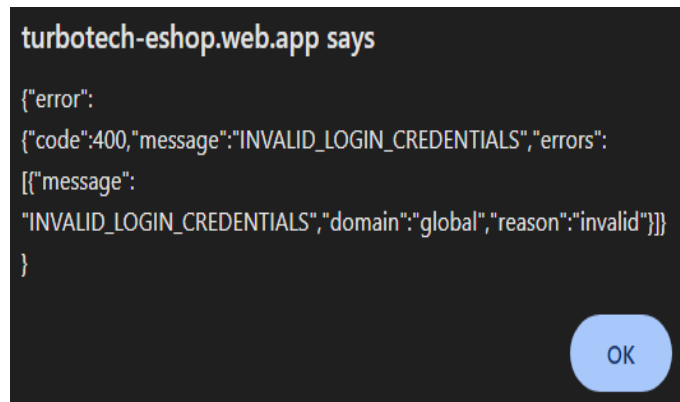 turbotech-eshop.web.app says
{"error":
{"code":400,"message":"INVALID_LOGIN_CREDENTIALS","errors":
[{"message":
"INVALID_LOGIN_CREDENTIALS","domain":"global","reason":"invalid"}]}
}
OK